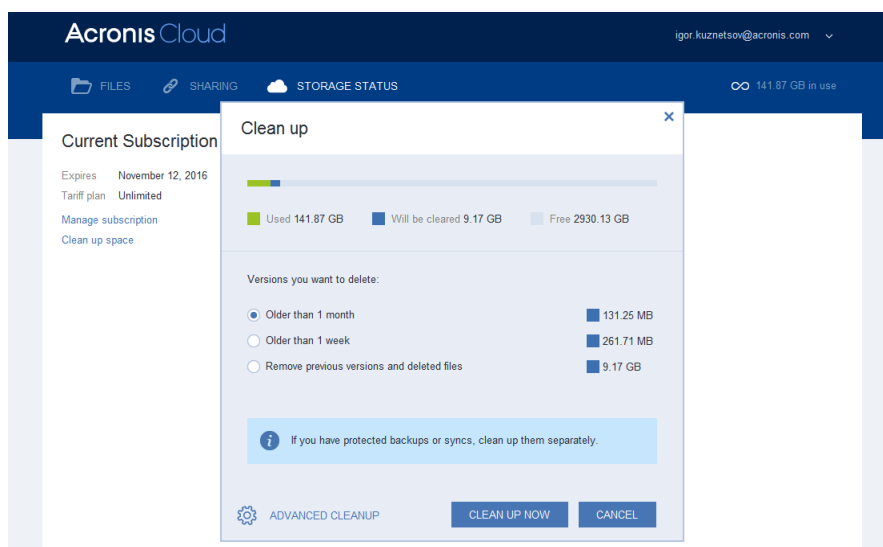 Acronis Cloud
igor.kuznetsov@acronis.com
FILES
SHARING
STORAGE STATUS
141.87 GB in use
Current Subscription
Expires November 12, 2016
Tariff plan Unlimited
Manage subscription
Clean up space
Clean up
Used 141.87 GB
Will be cleared 9.17 GB
Free 2930.13 GB
Versions you want to delete:
Older than 1 month 131.25 MB
Older than 1 week 261.71 MB
Remove previous versions and deleted files 9.17 GB
If you have protected backups or syncs, clean up them separately.
ADVANCED CLEANUP
CLEAN UP NOW
CANCEL